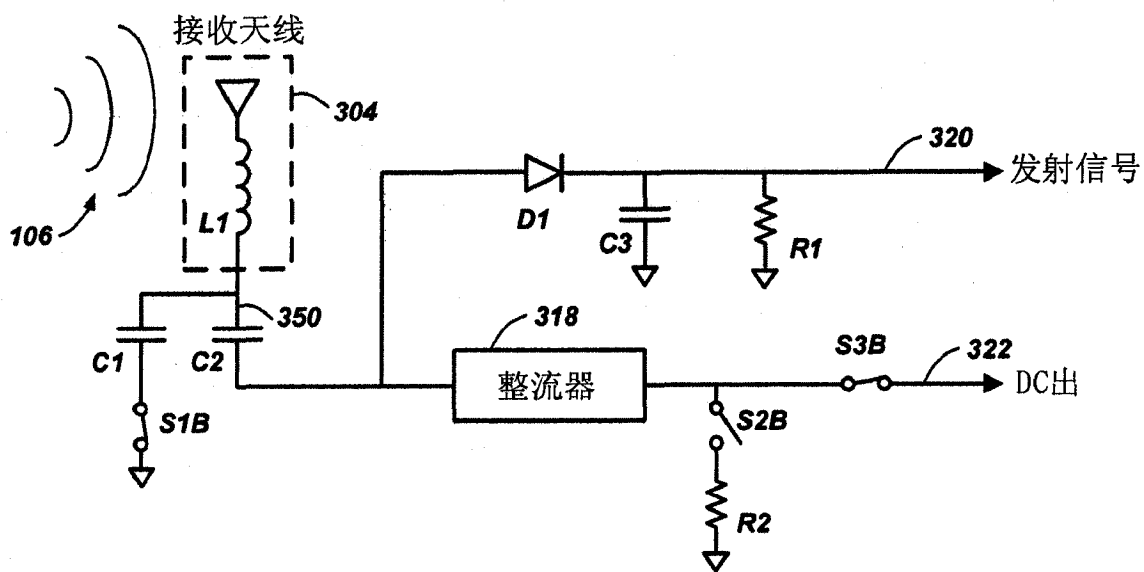 接收天线
304
106
L1
320
发射信号
D1
C3
R1
350
318
C1
C2
整流器
S3B
322
DC出
S1B
S2B
R2